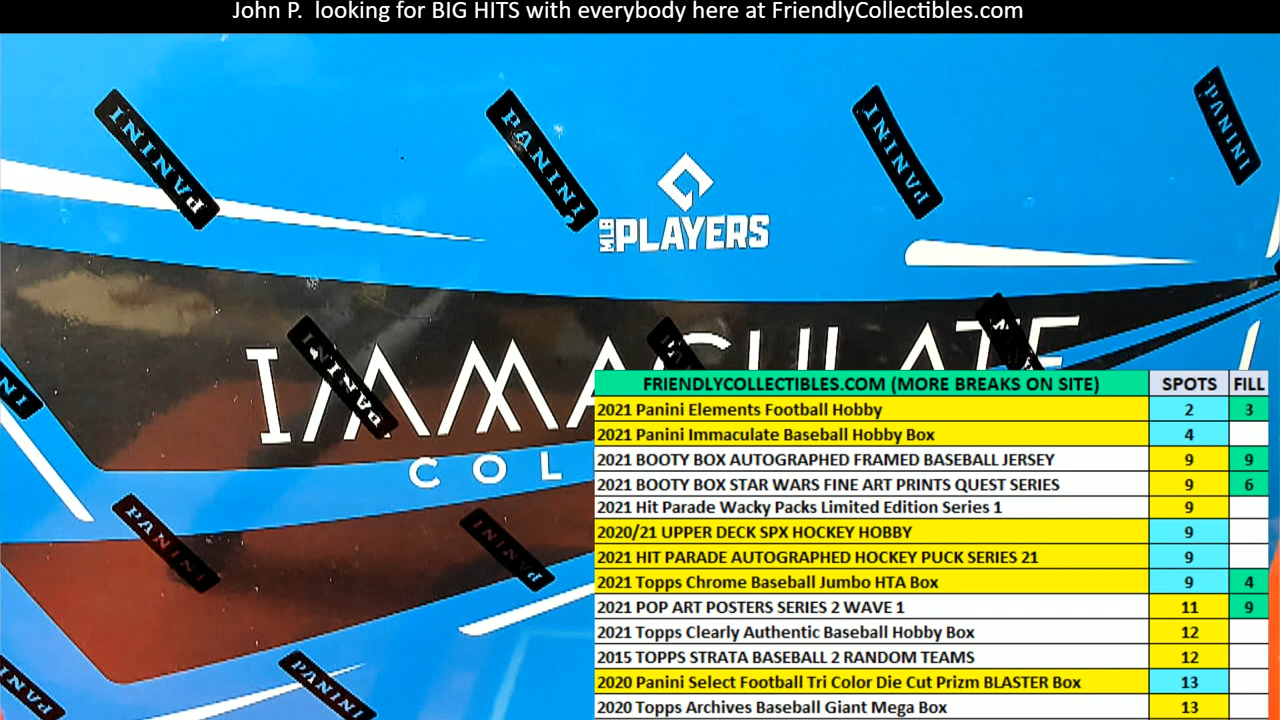 John P.  looking for BIG HITS with everybody here at FriendlyCollectibles.com
PANINI
PANINI
PANINI
PANINI
MLB PLAYERS
IMMACULATE
PANINI
COL
PANINI
PANINI
PANINI
FRIENDLYCOLLECTIBLES.COM (MORE BREAKS ON SITE) SPOTS FILL
2021 Panini Elements Football Hobby 2 3
2021 Panini Immaculate Baseball Hobby Box 4
2021 BOOTY BOX AUTOGRAPHED FRAMED BASEBALL JERSEY 9 9
2021 BOOTY BOX STAR WARS FINE ART PRINTS QUEST SERIES 9 6
2021 Hit Parade Wacky Packs Limited Edition Series 1 9
2020/21 UPPER DECK SPX HOCKEY HOBBY 9
2021 HIT PARADE AUTOGRAPHED HOCKEY PUCK SERIES 21 9
2021 Topps Chrome Baseball Jumbo HTA Box 9 4
2021 POP ART POSTERS SERIES 2 WAVE 1 11 9
2021 Topps Clearly Authentic Baseball Hobby Box 12
2015 TOPPS STRATA BASEBALL 2 RANDOM TEAMS 12
2020 Panini Select Football Tri Color Die Cut Prizm BLASTER Box 13
2020 Topps Archives Baseball Giant Mega Box 13
PANINI